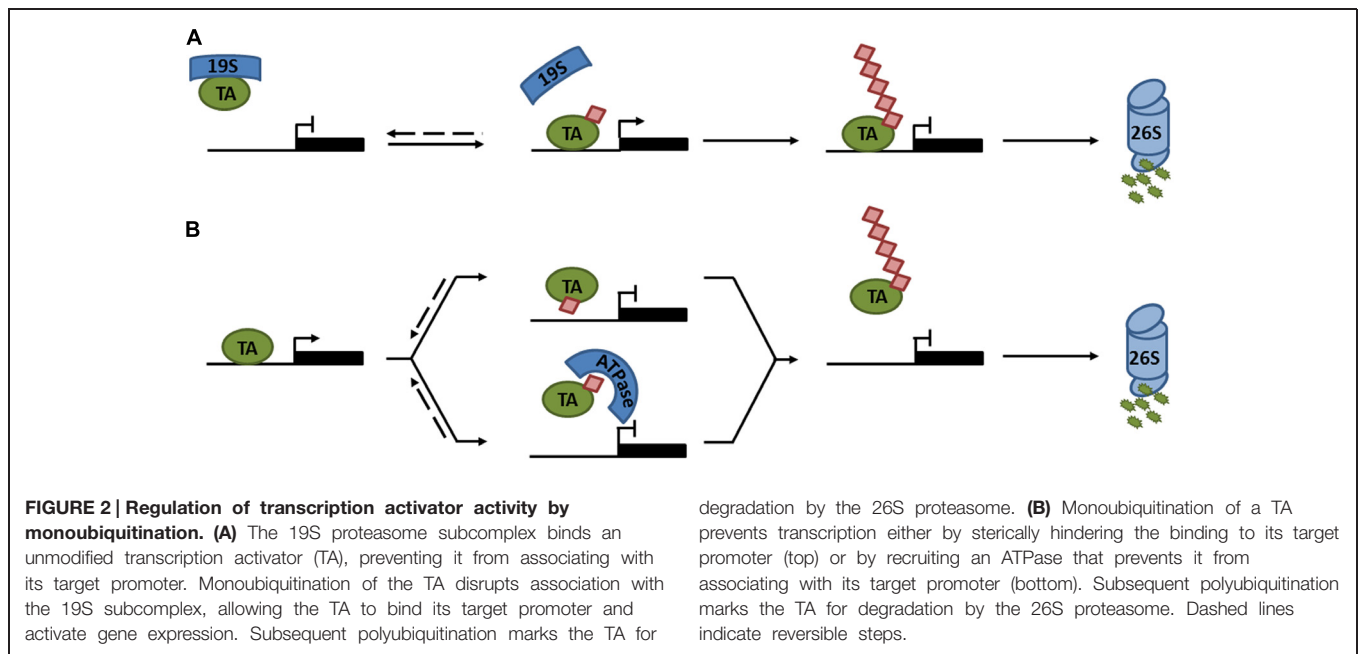 A
19S
TA
19S
TA
TA
26S
B
TA
TA
ATPase
TA
TA
26S
FIGURE 2 | Regulation of transcription activator activity by
monoubiquitination. (A) The 19S proteasome subcomplex binds an
unmodified transcription activator (TA), preventing it from associating with
its target promoter. Monoubiquitination of the TA disrupts association with
the 19S subcomplex, allowing the TA to bind its target promoter and
activate gene expression. Subsequent polyubiquitination marks the TA for
degradation by the 26S proteasome. (B) Monoubiquitination of a TA
prevents transcription either by sterically hindering the binding to its target
promoter (top) or by recruiting an ATPase that prevents it from
associating with its target promoter (bottom). Subsequent polyubiquitination
marks the TA for degradation by the 26S proteasome. Dashed lines
indicate reversible steps.